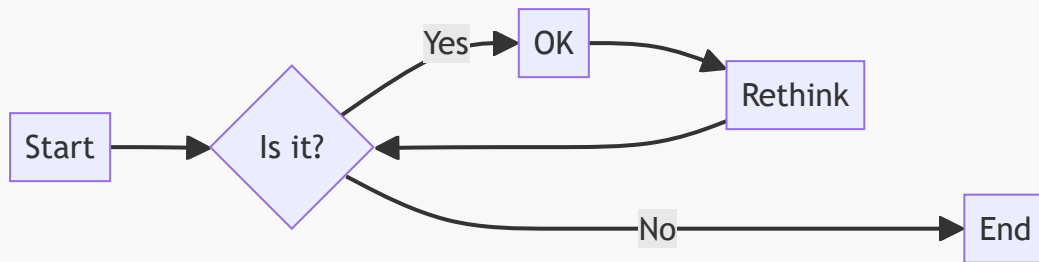 Start
Is it?
Yes
OK
Rethink
No
End